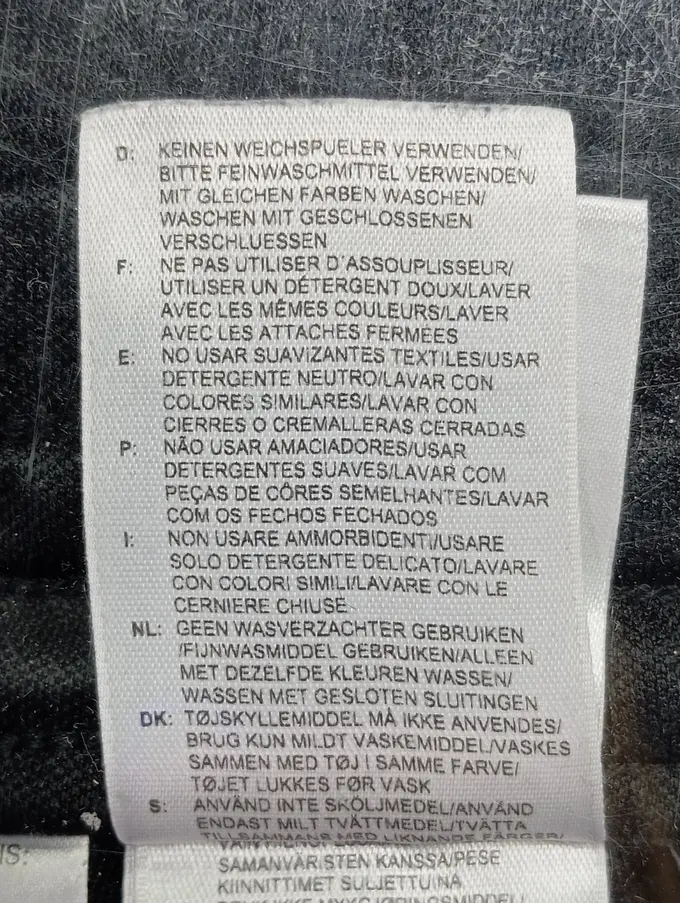 D: KEINEN WEICHSPUELER VERWENDEN/
BITTE FEINWASCHMITTEL VERWENDEN/
MIT GLEICHEN FARBEN WASCHEN/
WASCHEN MIT GESCHLOSSENEN
VERSCHLUESSEN
F: NE PAS UTILISER D'ASSOUPLISSEUR/
UTILISER UN DÉTERGENT DOUX/LAVER
AVEC LES MÊMES COULEURS/LAVER
AVEC LES ATTACHES FERMEES
E: NO USAR SUAVIZANTES TEXTILES/USAR
DETERGENTE NEUTRO/LAVAR CON
COLORES SIMILARES/LAVAR CON
CIERRES O CREMALLERAS CERRADAS
P: NÃO USAR AMACIADORES/USAR
DETERGENTES SUAVES/LAVAR COM
PEÇAS DE CÔRES SEMELHANTES/LAVAR
COM OS FECHOS FECHADOS
I: NON USARE AMMORBIDENTI/USARE
SOLO DETERGENTE DELICATO/LAVARE
CON COLORI SIMILI/LAVARE CON LE
CERNIERE CHIUSE
NL: GEEN WASVERZACHTER GEBRUIKEN
/FIJNWASMIDDEL GEBRUIKEN/ALLEEN
MET DEZELFDE KLEUREN WASSEN/
WASSEN MET GESLOTEN SLUITINGEN
DK: TØJSKYLLEMIDDEL MÅ IKKE ANVENDES/
BRUG KUN MILDT VASKEMIDDEL/VASKES
SAMMEN MED TØJ I SAMME FARVE/
TØJET LUKKES FØR VASK
S: ANVÄND INTE SKÖLJMEDEL/ANVÄND
ENDAST MILT TVÄTTMEDEL/TVÄTTA
TILLSAMMANS MED LIKNANDE FÄRGER/
SAMANVÄRISTEN KANSSA/PESE
KIINNITTIMET SULJETTUINA
IS: